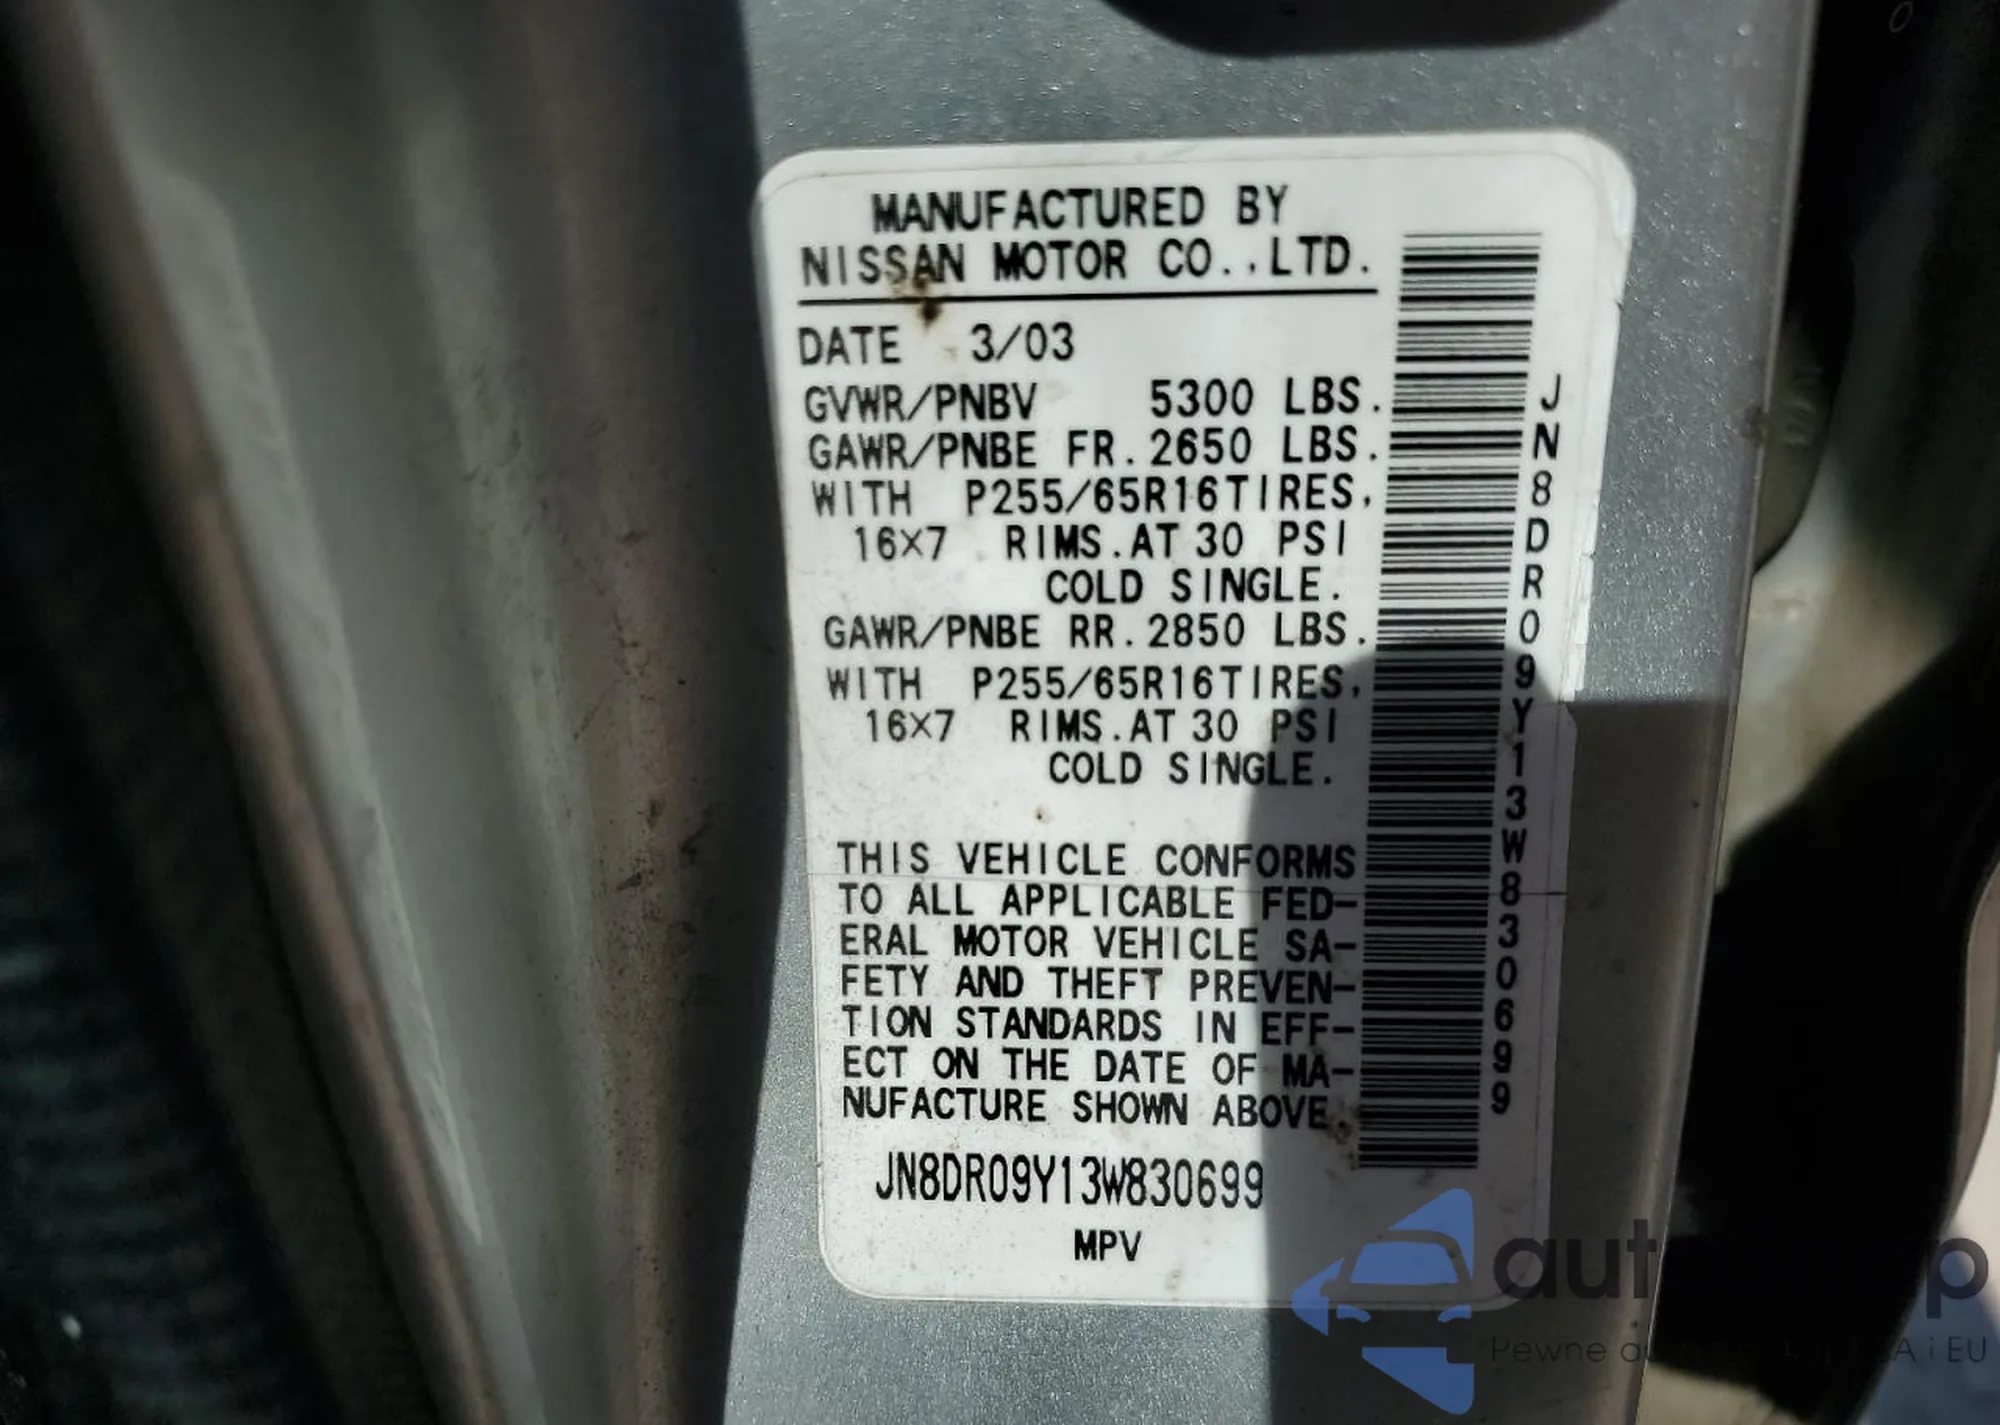 MANUFACTURED BY
NISSAN MOTOR CO.,LTD.
DATE 3/03
GVWR/PNBV 5300 LBS.
GAWR/PNBE FR.2650 LBS.
WITH P255/65R16TIRES,
16×7 RIMS.AT 30 PSI
COLD SINGLE.
GAWR/PNBE RR.2850 LBS.
WITH P255/65R16TIRES,
16×7 RIMS.AT 30 PSI
COLD SINGLE.
THIS VEHICLE CONFORMS
TO ALL APPLICABLE FED-
ERAL MOTOR VEHICLE SA-
FETY AND THEFT PREVEN-
TION STANDARDS IN EFF-
ECT ON THE DATE OF MA-
NUFACTURE SHOWN ABOVE.
JN8DR09Y13W830699
MPV
JN8DR09Y13W830699
Pewne i EU